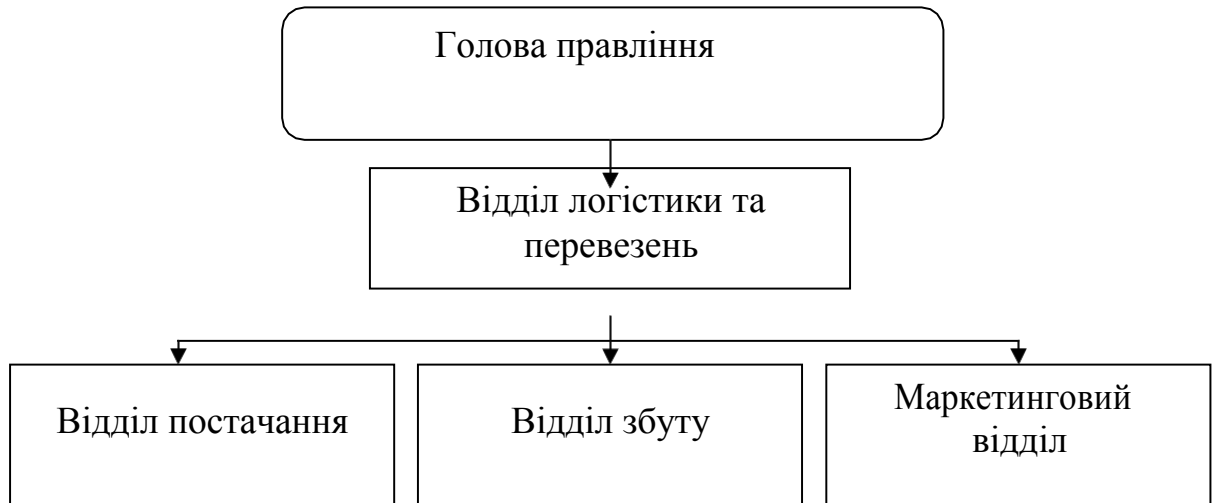 Голова правління
Відділ логістики та
перевезень
Відділ постачання
Відділ збуту
Маркетинговий
відділ